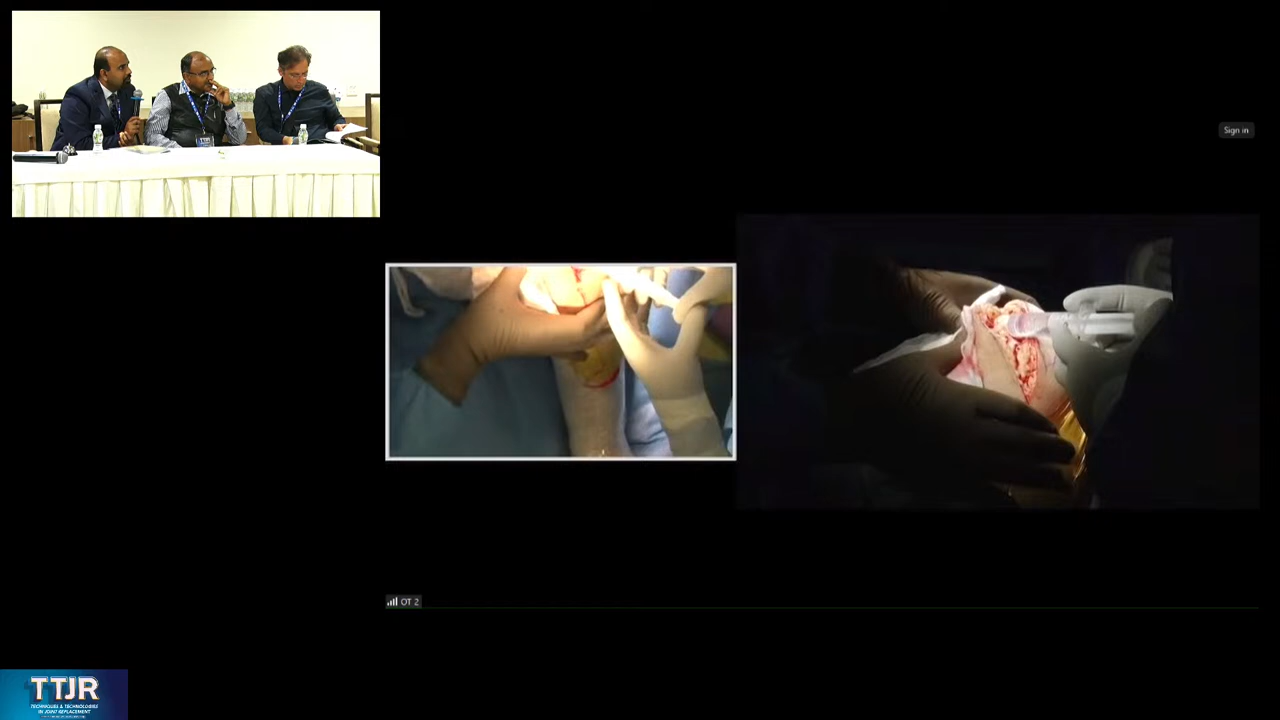 Sign in
OT 2
TTJR
TECHNIQUES & TECHNOLOGIES
IN JOINT REPLACEMENT